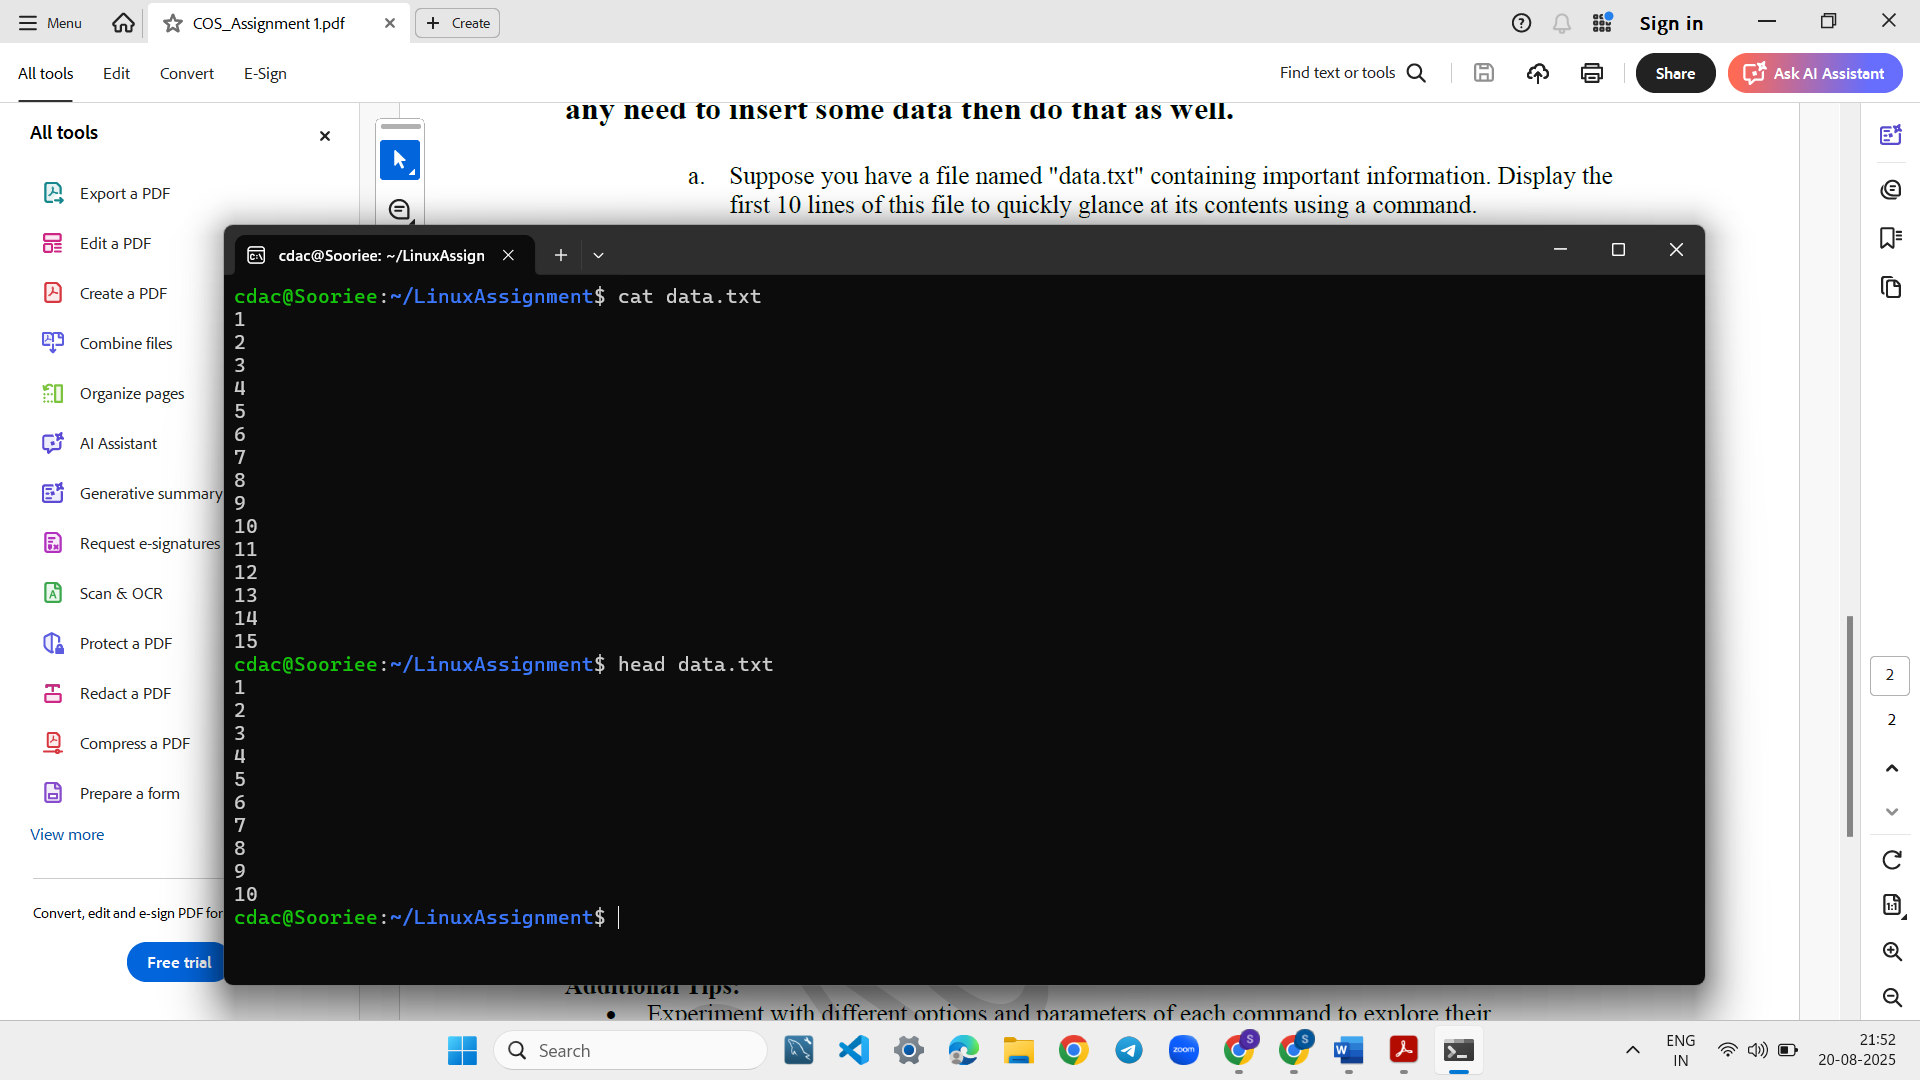 Menu
COS_Assignment 1.pdf
Create
Sign in
All tools
Edit
Convert
E-Sign
Find text or tools
Share
Ask AI Assistant
All tools
Export a PDF
Edit a PDF
Create a PDF
Combine files
Organize pages
AI Assistant
Generative summary
Request e-signatures
Scan & OCR
Protect a PDF
Redact a PDF
Compress a PDF
Prepare a form
View more
Convert, edit and e-sign PDF for
Free trial
any need to insert some data then do that as well.
a. Suppose you have a file named "data.txt" containing important information. Display the
first 10 lines of this file to quickly glance at its contents using a command.
cdac@Sooriee: ~/LinuxAssign
cdac@Sooriee:~/LinuxAssignment$ cat data.txt
1
2
3
4
5
6
7
8
9
10
11
12
13
14
15
cdac@Sooriee:~/LinuxAssignment$ head data.txt
1
2
3
4
5
6
7
8
9
10
cdac@Sooriee:~/LinuxAssignment$
Additional Tips:
• Experiment with different options and parameters of each command to explore their
2
2
1:1
Search
zoom
S
S
W
ENG
IN
21:52
20-08-2025